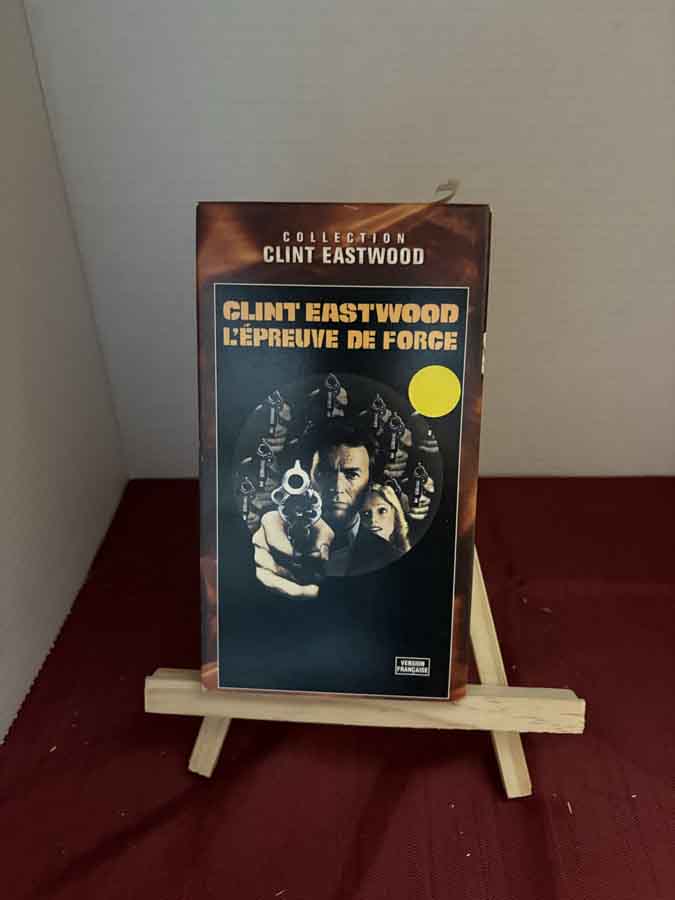 COLLECTION
CLINT EASTWOOD
CLINT EASTWOOD
L'ÉPREUVE DE FORCE
VERSION
FRANÇAISE